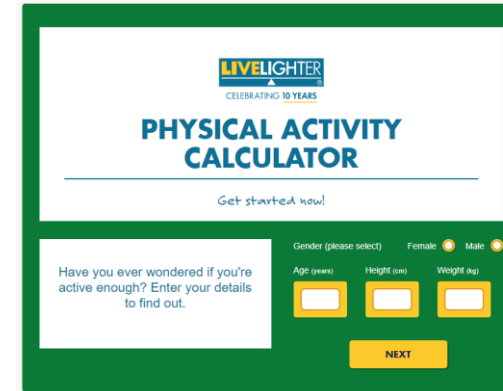 LIVELIGHTER
CELEBRATING 10 YEARS
PHYSICAL ACTIVITY
CALCULATOR
Get started now!
Have you ever wondered if you're
active enough? Enter your details
to find out.
Gender (please select) Female Male
Age (years) Height (cm) Weight (kg)
NEXT